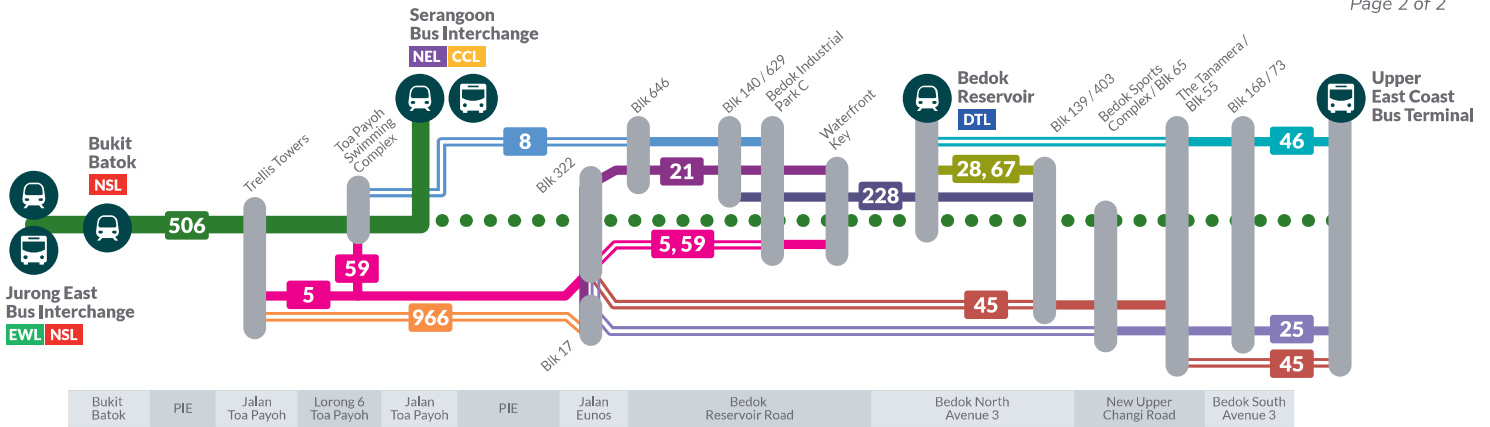 Page 2 of 2
Serangoon
Bus Interchange
NEL CCL
Bukit
Batok
NSL
Jurong East
Bus Interchange
EWL NSL
506
Trellis Towers
Toa Payoh
Swimming
Complex
8
59
5
966
Blk 322
Blk 17
Blk 646
21
5, 59
Blk 140 / 629
Bedok Industrial
Park C
Waterfront
Key
228
Bedok
Reservoir
DTL
28, 67
45
Blk 139 / 403
Bedok Sports
Complex / Blk 65
The Tanamera /
Blk 55
Blk 168 / 73
46
25
45
Upper
East Coast
Bus Terminal
Bukit
Batok
PIE
Jalan
Toa Payoh
Lorong 6
Toa Payoh
Jalan
Toa Payoh
PIE
Jalan
Eunos
Bedok
Reservoir Road
Bedok North
Avenue 3
New Upper
Changi Road
Bedok South
Avenue 3